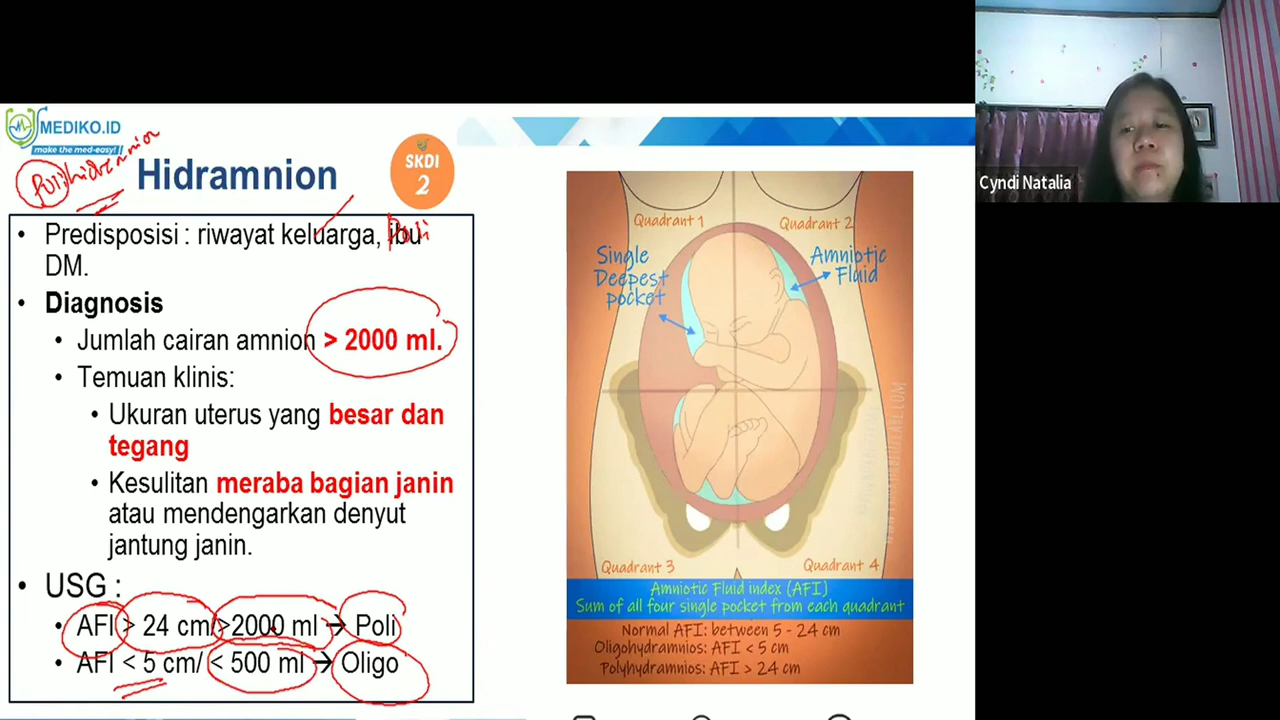 MEDIKO.ID
make the med-easy!
Polihidramnion
Hidramnion
SKDI
2
• Predisposisi : riwayat keluarga, ibu
Poli
DM.
• Diagnosis
• Jumlah cairan amnion > 2000 ml.
• Temuan klinis:
• Ukuran uterus yang besar dan
tegang
• Kesulitan meraba bagian janin
atau mendengarkan denyut
jantung janin.
• USG :
• AFI > 24 cm/>2000 ml → Poli
• AFI < 5 cm/ < 500 ml → Oligo
Quadrant 1
Quadrant 2
Single
Deepest
pocket
Amniotic
Fluid
Quadrant 3
Quadrant 4
Amniotic Fluid index (AFI)
Sum of all four single pocket from each quadrant
Normal AFI: between 5 - 24 cm
Oligohydramnios: AFI < 5 cm
Polyhydramnios: AFI > 24 cm
Cyndi Natalia